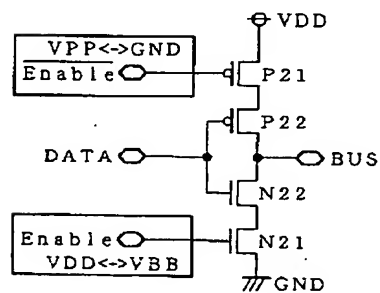 VDD
VPP<->GND
Enable
P21
P22
DATA
BUS
N22
Enable
N21
VDD<->VBB
GND